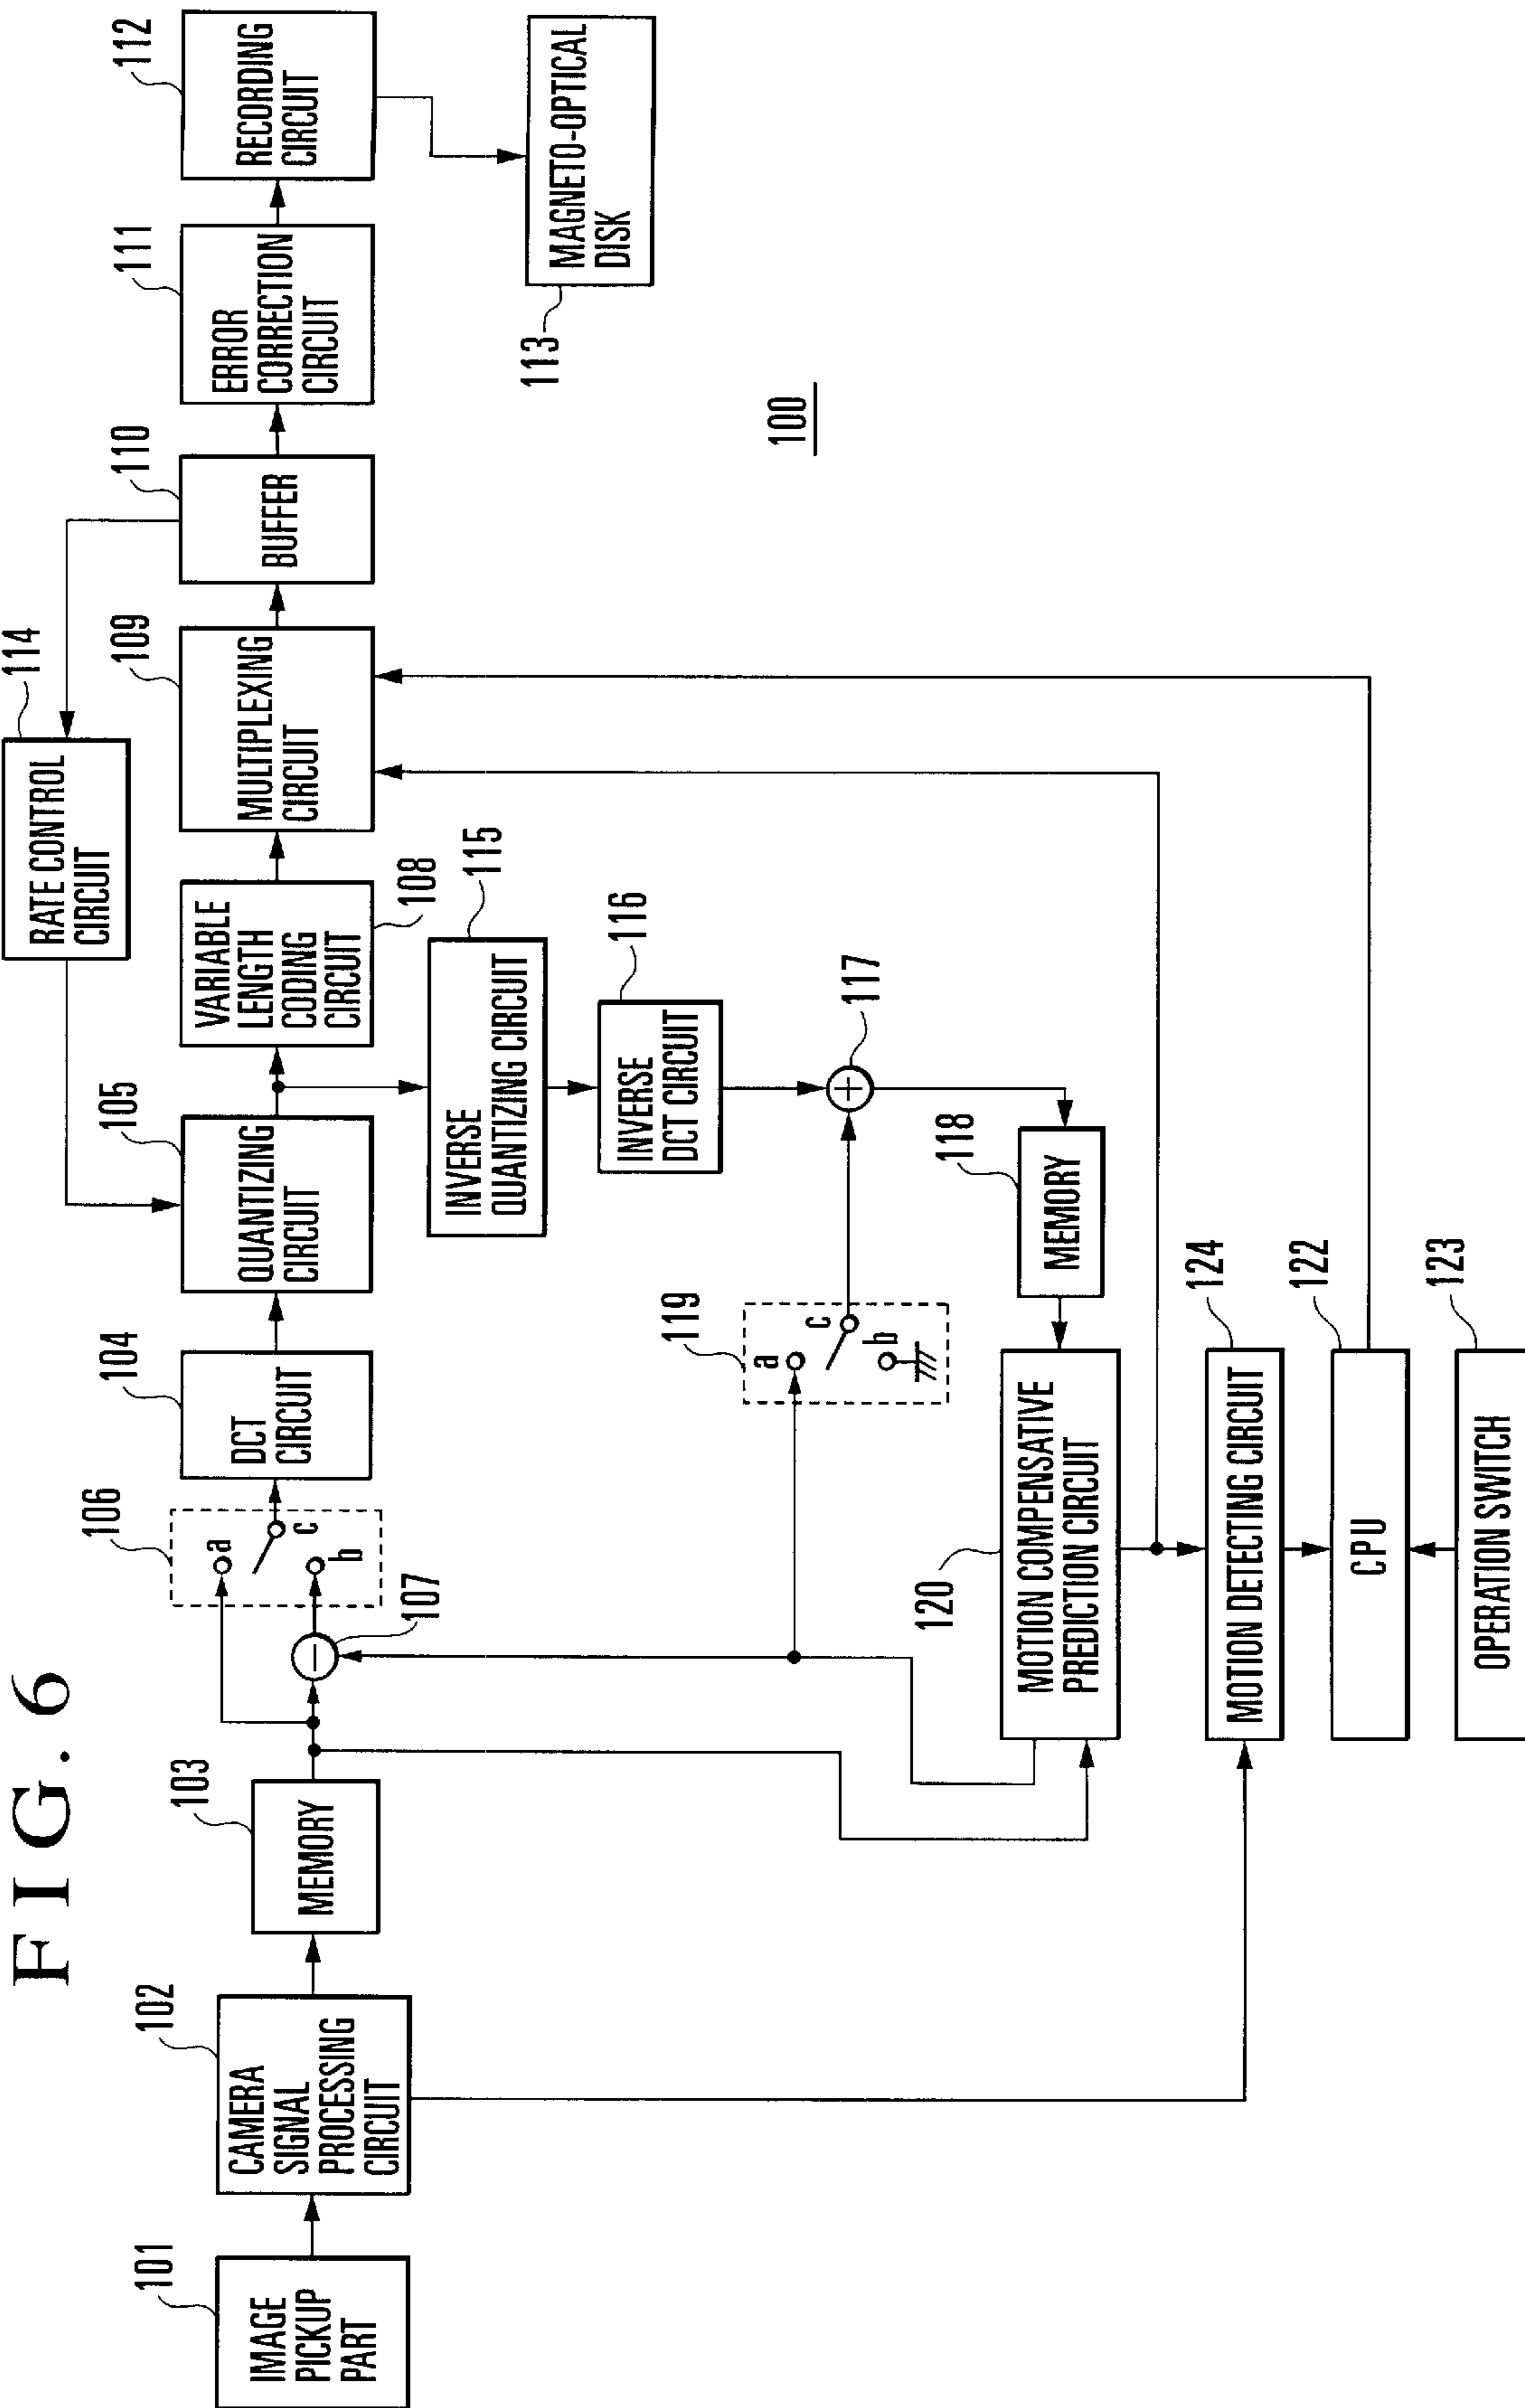 FIG. 6
101
IMAGE
PICKUP
PART
102
CAMERA
SIGNAL
PROCESSING
CIRCUIT
103
MEMORY
106
a
b
c
107
104
DCT
CIRCUIT
105
QUANTIZING
CIRCUIT
114
RATE CONTROL
CIRCUIT
VARIABLE
LENGTH
CODING
CIRCUIT
108
109
MULTIPLEXING
CIRCUIT
110
BUFFER
111
ERROR
CORRECTION
CIRCUIT
112
RECORDING
CIRCUIT
113
MAGNETO-OPTICAL
DISK
115
INVERSE
QUANTIZING CIRCUIT
116
INVERSE
DCT CIRCUIT
117
118
MEMORY
119
a
b
c
120
MOTION COMPENSATIVE
PREDICTION CIRCUIT
124
MOTION DETECTING CIRCUIT
122
CPU
123
OPERATION SWITCH
100